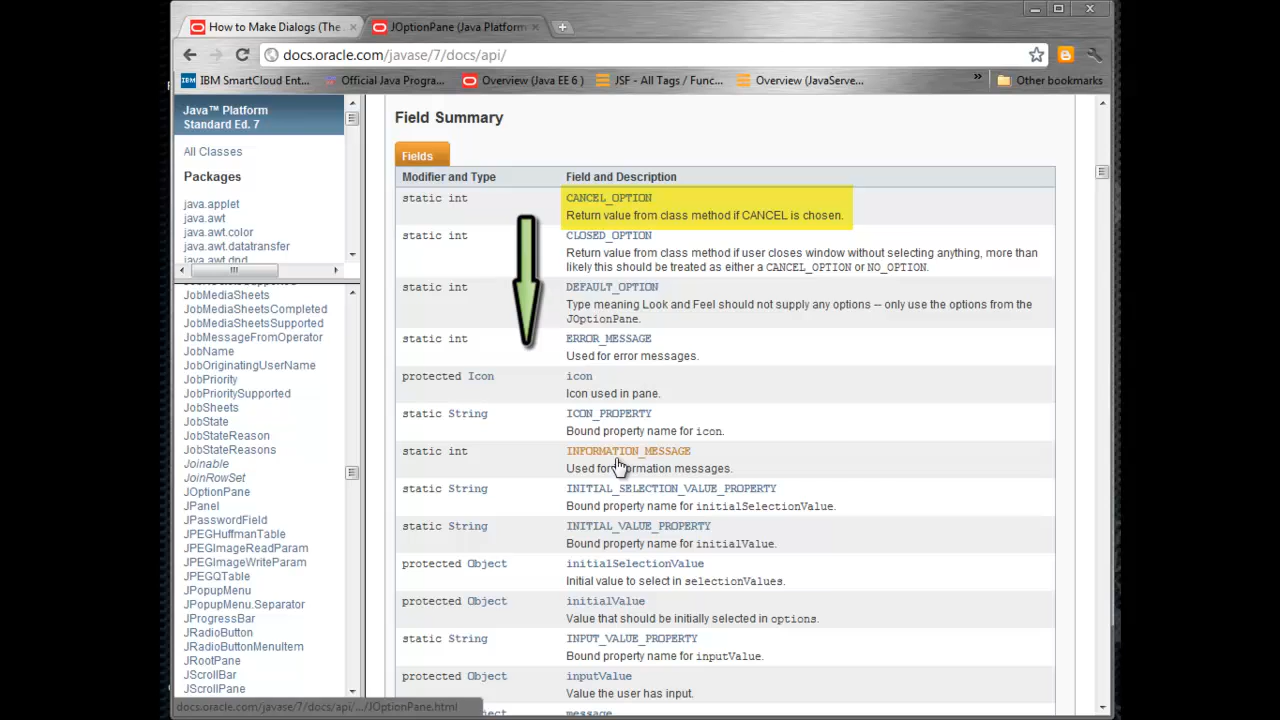 How to Make Dialogs (The
JOptionPane (Java Platform
docs.oracle.com/javase/7/docs/api/
IBM SmartCloud Ent... Official Java Progra... Overview (Java EE 6 ) JSF - All Tags / Func... Overview (JavaServe... » Other bookmarks
Java™ Platform
Standard Ed. 7
All Classes
Packages
java.applet
java.awt
java.awt.color
java.awt.datatransfer
java.awt.dnd
JobMediaSheets
JobMediaSheetsCompleted
JobMediaSheetsSupported
JobMessageFromOperator
JobName
JobOriginatingUserName
JobPriority
JobPrioritySupported
JobSheets
JobState
JobStateReason
JobStateReasons
Joinable
JoinRowSet
JOptionPane
JPanel
JPasswordField
JPEGHuffmanTable
JPEGImageReadParam
JPEGImageWriteParam
JPEGQTable
JPopupMenu
JPopupMenu.Separator
JProgressBar
JRadioButton
JRadioButtonMenuItem
JRootPane
JScrollBar
JScrollPane
docs.oracle.com/javase/7/docs/api/.../JOptionPane.html
Field Summary
Fields
Modifier and Type Field and Description
static int CANCEL_OPTION
Return value from class method if CANCEL is chosen.
static int CLOSED_OPTION
Return value from class method if user closes window without selecting anything, more than
likely this should be treated as either a CANCEL_OPTION or NO_OPTION.
static int DEFAULT_OPTION
Type meaning Look and Feel should not supply any options -- only use the options from the
JOptionPane.
static int ERROR_MESSAGE
Used for error messages.
protected Icon icon
Icon used in pane.
static String ICON_PROPERTY
Bound property name for icon.
static int INFORMATION_MESSAGE
Used for information messages.
static String INITIAL_SELECTION_VALUE_PROPERTY
Bound property name for initialSelectionValue.
static String INITIAL_VALUE_PROPERTY
Bound property name for initialValue.
protected Object initialSelectionValue
Initial value to select in selectionValues.
protected Object initialValue
Value that should be initially selected in options.
static String INPUT_VALUE_PROPERTY
Bound property name for inputValue.
protected Object inputValue
Value the user has input.
message